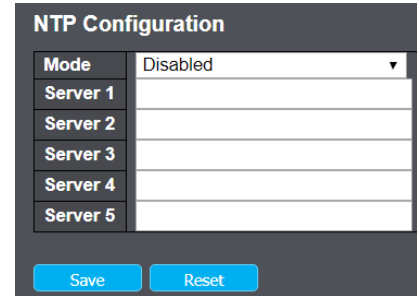 NTP Configuration
Mode Disabled
Server 1
Server 2
Server 3
Server 4
Server 5
Save Reset